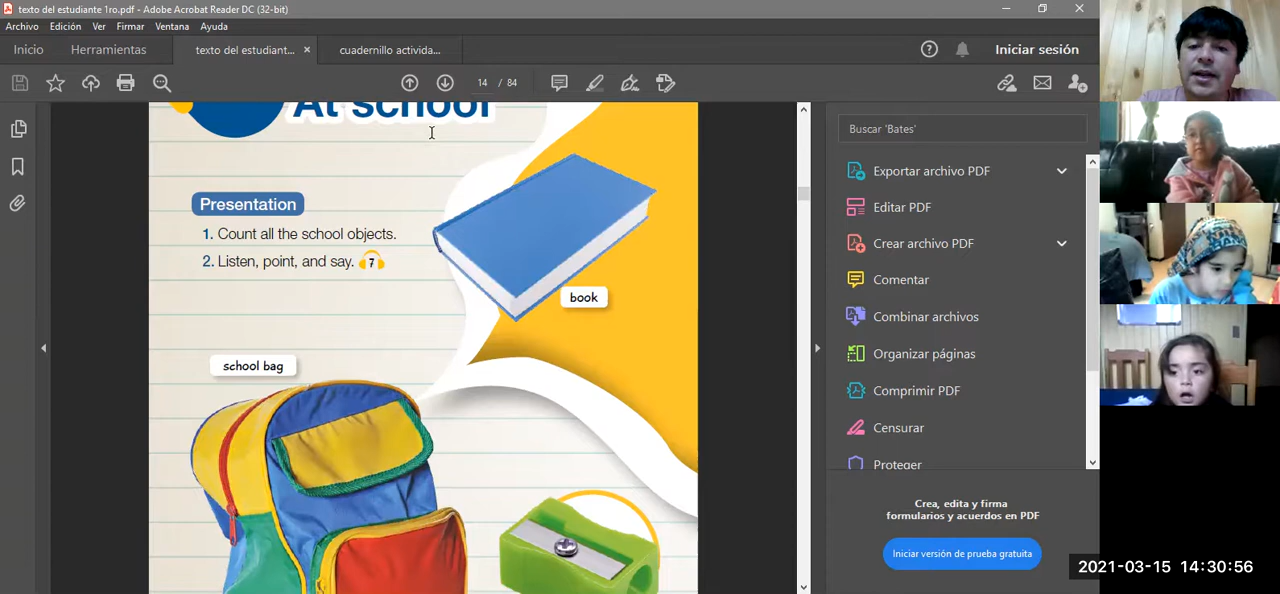 texto del estudiante 1ro.pdf - Adobe Acrobat Reader DC (32-bit)
Archivo Edición Ver Firmar Ventana Ayuda
Inicio Herramientas texto del estudiant... × cuadernillo activida... Iniciar sesión
14 / 84
At school
Presentation
1. Count all the school objects.
2. Listen, point, and say. 7
book
school bag
Buscar 'Bates'
Exportar archivo PDF
Editar PDF
Crear archivo PDF
Comentar
Combinar archivos
Organizar páginas
Comprimir PDF
Censurar
Proteger
Crea, edita y firma
formularios y acuerdos en PDF
Iniciar versión de prueba gratuita
2021-03-15 14:30:56